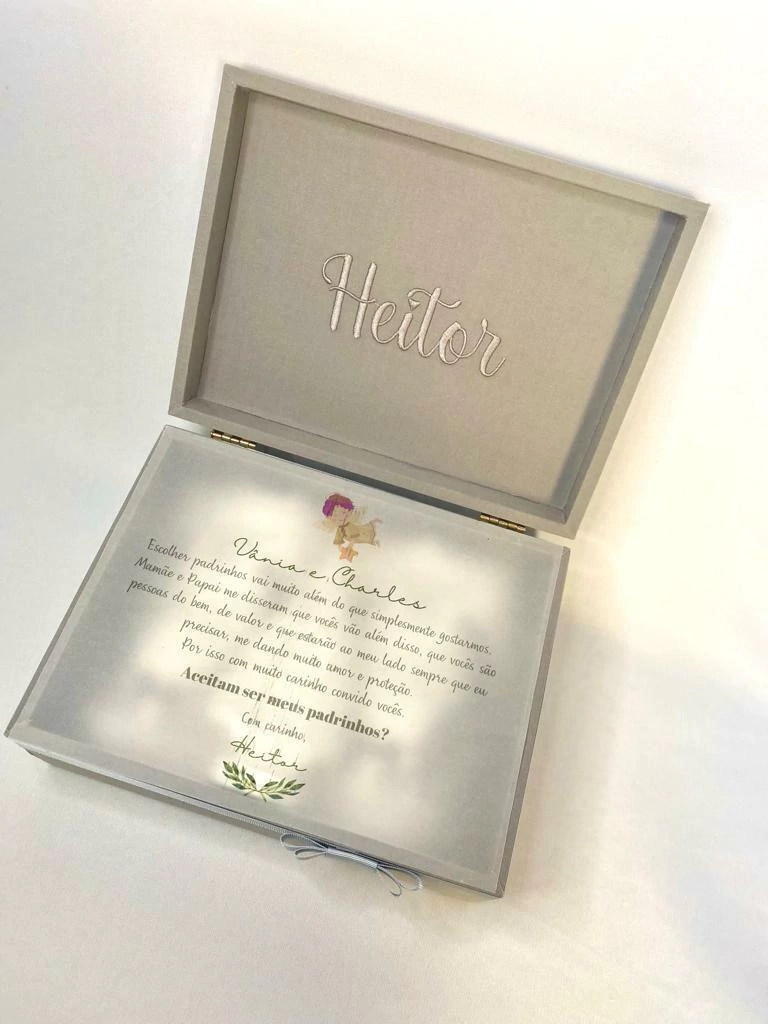 Heitor
Vânia e Charles
Escolher padrinhos vai muito além do que simplesmente gostarmos.
Mamãe e Papai me disseram que vocês vão além disso, que vocês são
pessoas do bem, de valor e que estarão ao meu lado sempre que eu
precisar, me dando muito amor e proteção.
Por isso com muito carinho convido vocês.
Aceitam ser meus padrinhos?
Com carinho,
Heitor